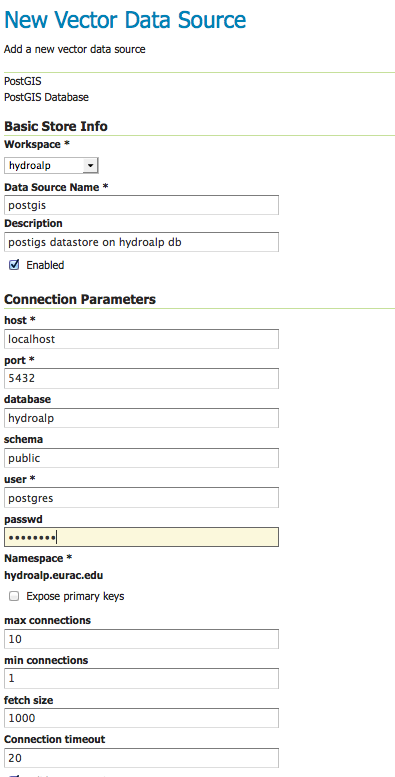 New Vector Data Source
Add a new vector data source
PostGIS
PostGIS Database
Basic Store Info
Workspace *
hydroalp
Data Source Name *
postgis
Description
postigs datastore on hydroalp db
Enabled
Connection Parameters
host *
localhost
port *
5432
database
hydroalp
schema
public
user *
postgres
passwd
••••••••
Namespace *
hydroalp.eurac.edu
Expose primary keys
max connections
10
min connections
1
fetch size
1000
Connection timeout
20